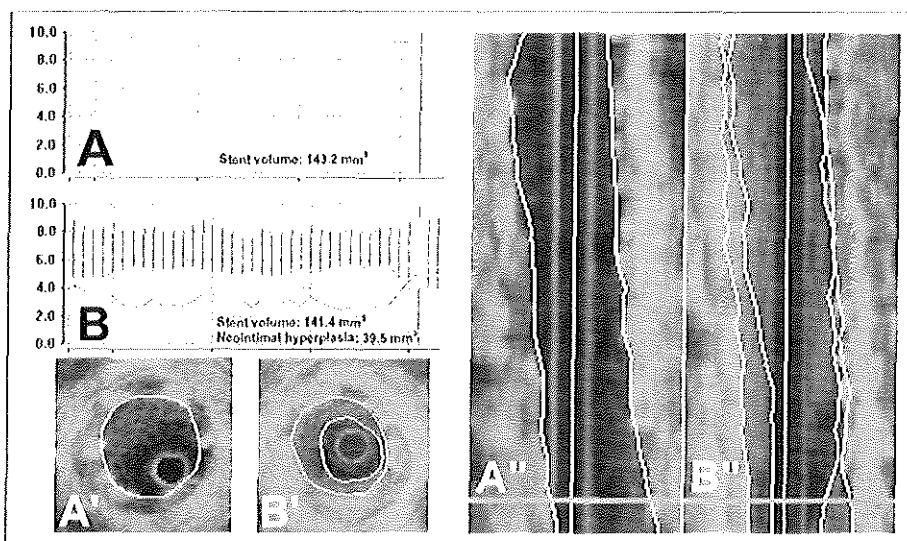 10.0
8.0
6.0
4.0
2.0
0.0
A
Stent volume: 143.2 mm³
10.0
8.0
6.0
4.0
2.0
0.0
B
Stent volume: 141.4 mm³
Neointimal hyperplasia: 39.5 mm³
A'
B'
A"
B"